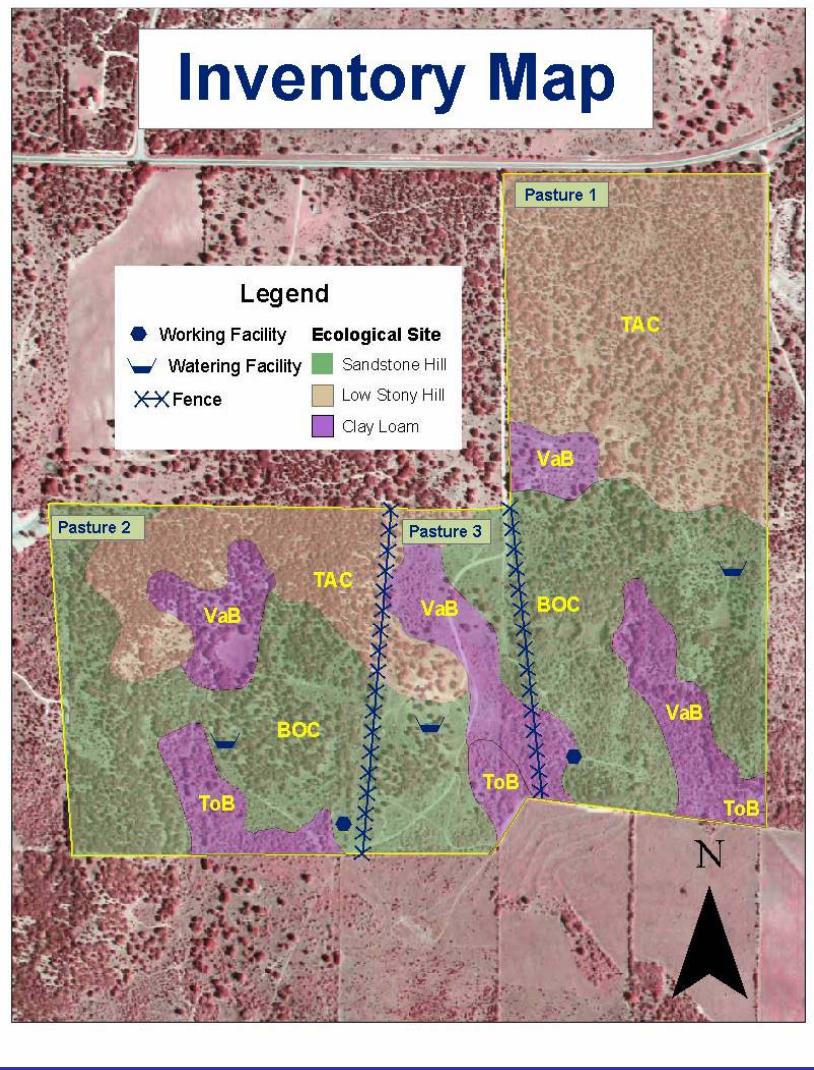 Inventory Map
Pasture 1
TAC
Legend
Working Facility
Watering Facility
Fence
Ecological Site
Sandstone Hill
Low Stony Hill
Clay Loam
VaB
Pasture 2
Pasture 3
TAC
VaB
VaB
BOC
BOC
VaB
ToB
ToB
ToB
N